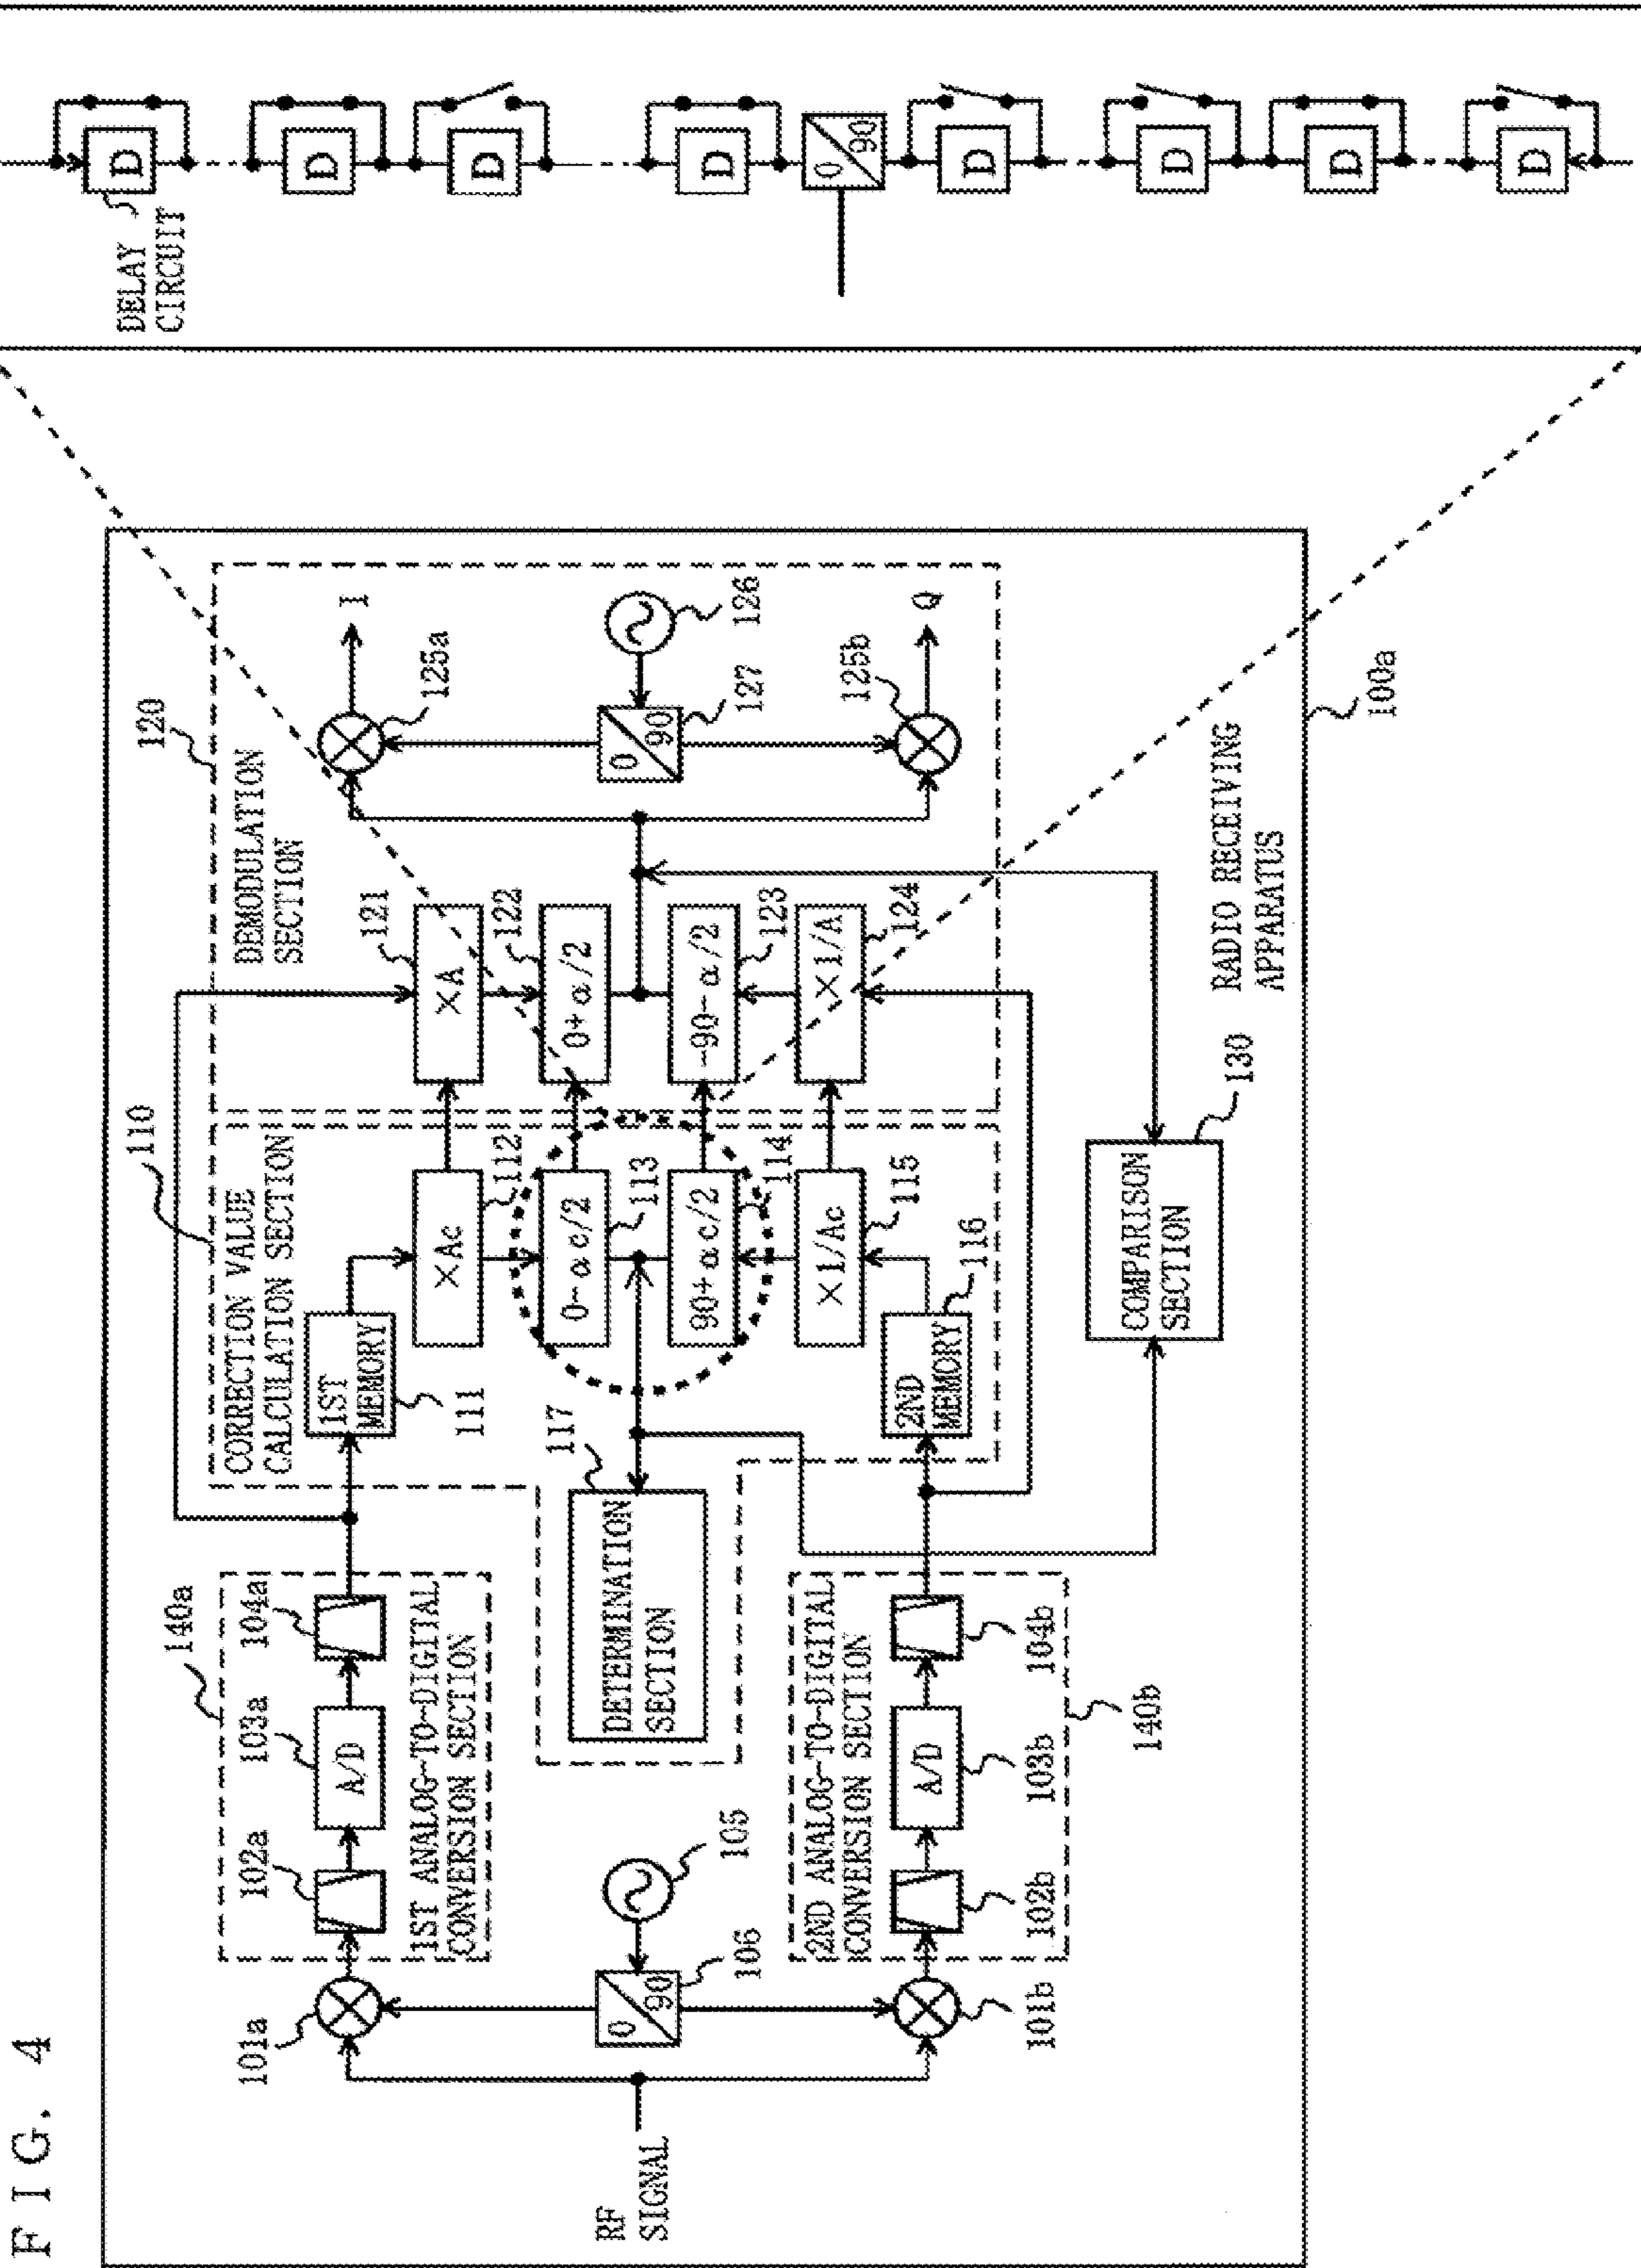 FIG. 4
RF
SIGNAL
101a
101b
0
90
106
105
140a
102a
103a
104a
A/D
1ST ANALOG-TO-DIGITAL
CONVERSION SECTION
2ND ANALOG-TO-DIGITAL
CONVERSION SECTION
A/D
102b
103b
104b
140b
DETERMINATION
SECTION
117
110
CORRECTION VALUE
CALCULATION SECTION
1ST
MEMORY
111
×Ac
112
0-αc/2
113
90+αc/2
114
×1/Ac
115
2ND
MEMORY
116
COMPARISON
SECTION
130
120
DEMODULATION
SECTION
×A
121
0+α/2
122
-90-α/2
123
×1/A
124
125a
I
0
90
127
126
125b
Q
RADIO RECEIVING
APPARATUS
100a
DELAY
CIRCUIT
D
D
D
D
0
90
D
D
D
D